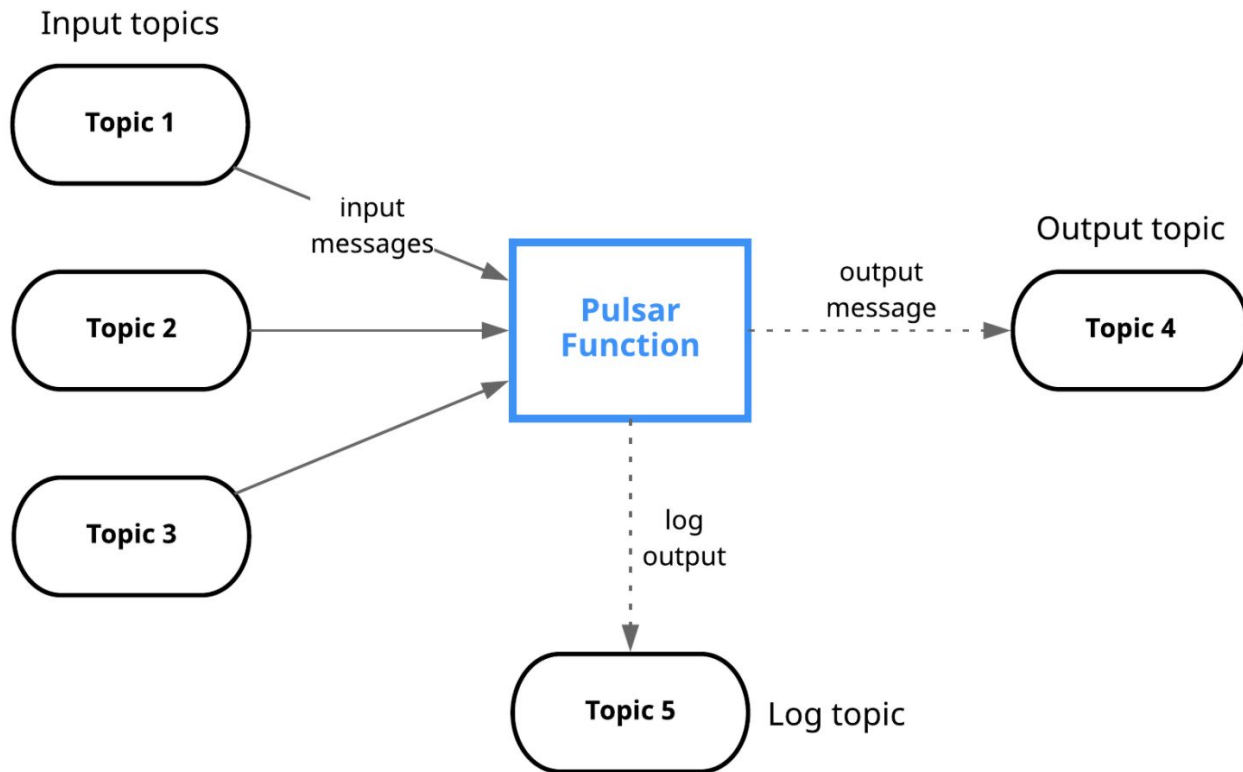 Input topics
Topic 1
input
messages
Output topic
Pulsar
Function
output
message
Topic 2
Topic 4
Topic 3
log
output
Topic 5
Log topic